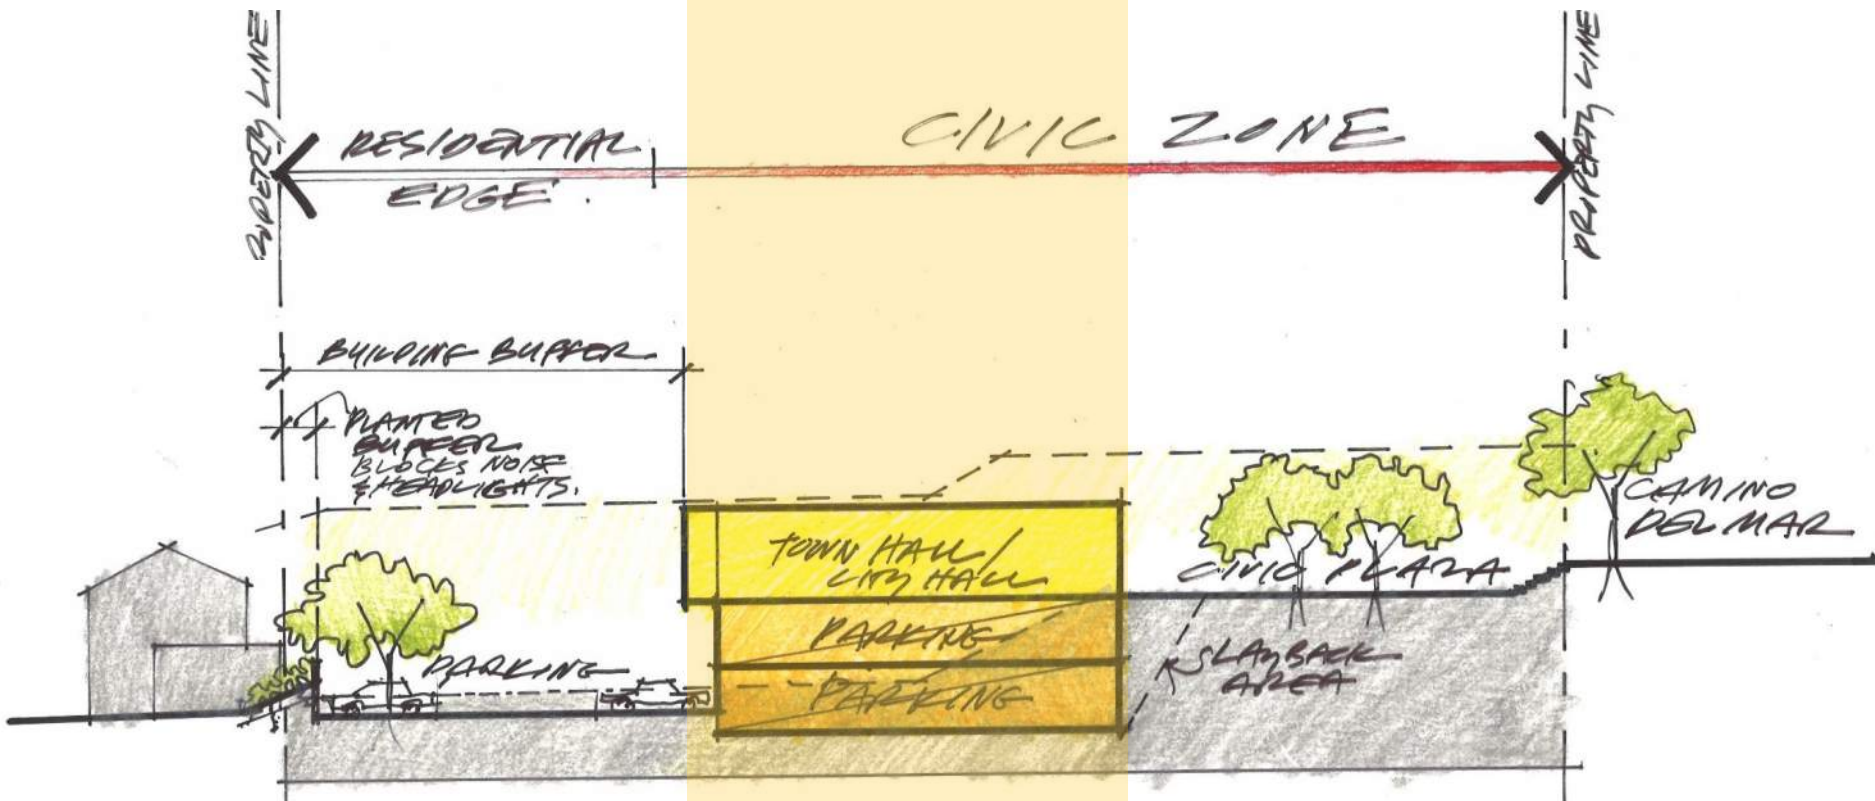 PROPERTY LINE
PROPERTY LINE
RESIDENTIAL
EDGE.
CIVIC ZONE
BUILDING BUFFER
PLANTED
BUFFER
BLOCKS NOISE
& HEADLIGHTS.
TOWN HALL/
CITY HALL
CIVIC PLAZA
CAMINO
DEL MAR
PARKING
PARKING
PARKING
SLAYBACK
AREA